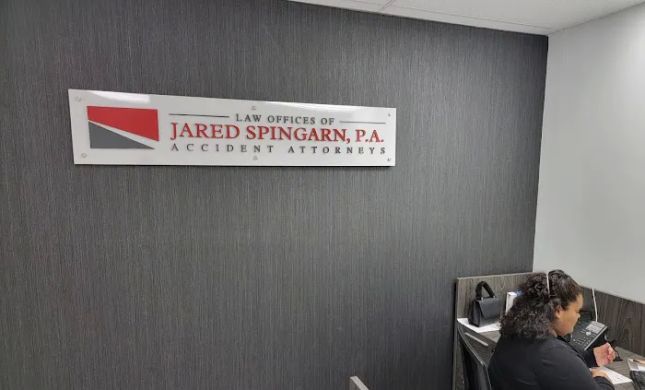 LAW OFFICES OF
JARED SPINGARN, P.A.
ACCIDENT ATTORNEYS